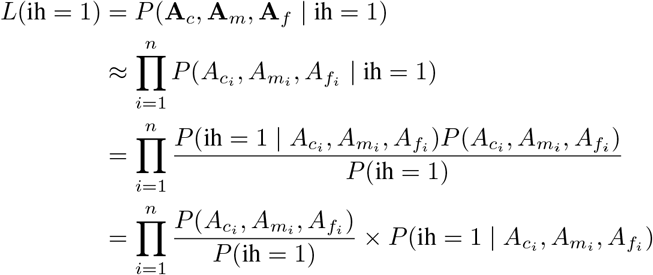 L(ih = 1) = P(𝐀_c, 𝐀_m, 𝐀_f | ih = 1)
≈ ∏_{i=1}^{n} P(A_{c_i}, A_{m_i}, A_{f_i} | ih = 1)
= ∏_{i=1}^{n} \frac{P(ih = 1 | A_{c_i}, A_{m_i}, A_{f_i})P(A_{c_i}, A_{m_i}, A_{f_i})}{P(ih = 1)}
= ∏_{i=1}^{n} \frac{P(A_{c_i}, A_{m_i}, A_{f_i})}{P(ih = 1)} × P(ih = 1 | A_{c_i}, A_{m_i}, A_{f_i})